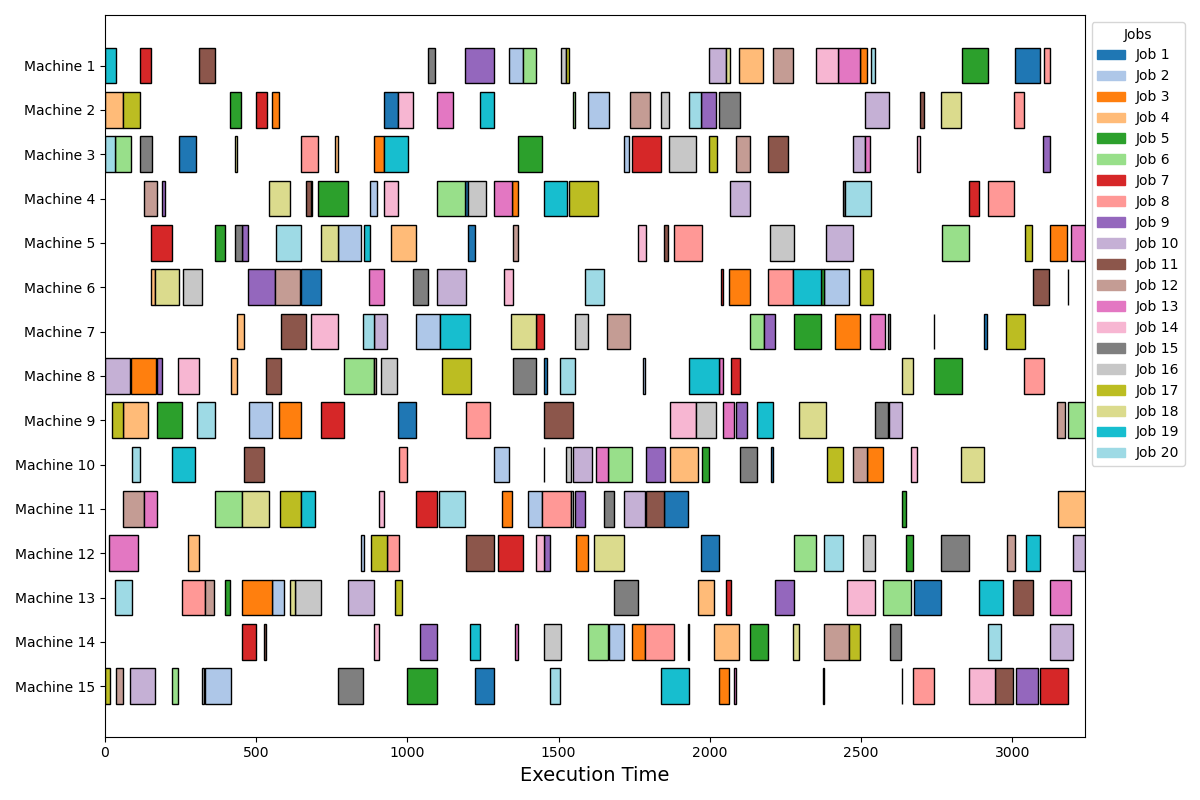 Machine 1
Machine 2
Machine 3
Machine 4
Machine 5
Machine 6
Machine 7
Machine 8
Machine 9
Machine 10
Machine 11
Machine 12
Machine 13
Machine 14
Machine 15
0 500 1000 1500 2000 2500 3000
Execution Time
Jobs
Job 1
Job 2
Job 3
Job 4
Job 5
Job 6
Job 7
Job 8
Job 9
Job 10
Job 11
Job 12
Job 13
Job 14
Job 15
Job 16
Job 17
Job 18
Job 19
Job 20